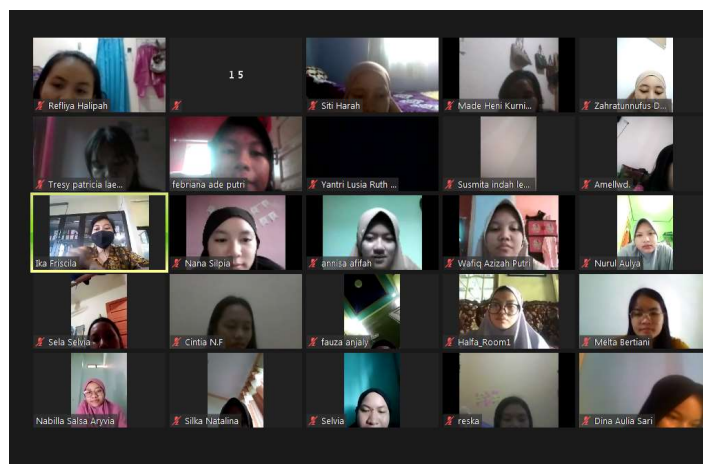 Refliya Halipah
1 5
Siti Harah
Made Heni Kurni...
Zahratunnufus D...
Tresy patricia lae...
febriana ade putri
Yantri Lusia Ruth ...
Susmita indah le...
Amellwd.
Ika Friscila
Nana Silpia
annisa afifah
Wafiq Azizah Putri
Nurul Aulya
Sela Selvia
Cintia N.F
fauza anjaly
Halfa_Room1
Melta Bertiani
Nabilla Salsa Aryvia
Silka Natalina
Selvia
reska
Dina Aulia Sari